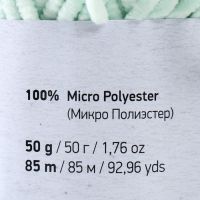 100% Micro Polyester
(Микро Полиэстер)
50 g / 50 г / 1,76 oz
85 m / 85 м / 92,96 yds